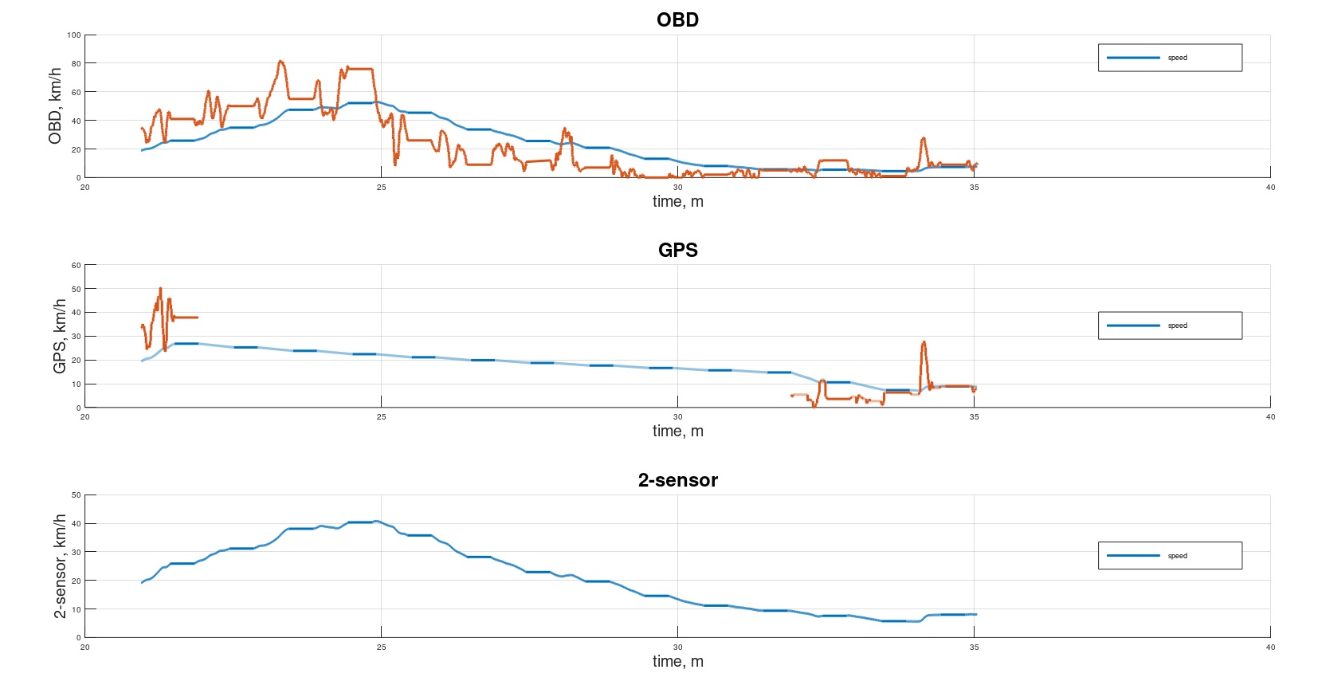 OBD
100
80
60
40
20
0
OBD, km/h
speed
20 25 30 35 40
time, m
GPS
60
50
40
30
20
10
0
GPS, km/h
speed
20 25 30 35 40
time, m
2-sensor
50
40
30
20
10
0
2-sensor, km/h
speed
20 25 30 35 40
time, m